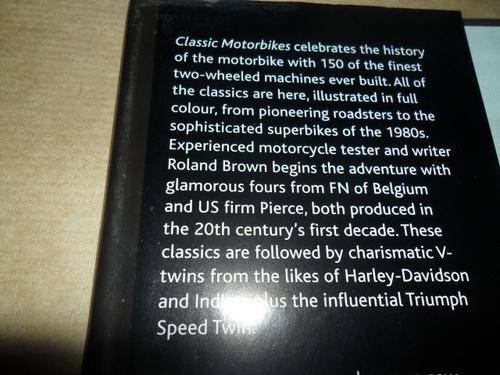 Classic Motorbikes celebrates the history
of the motorbike with 150 of the finest
two-wheeled machines ever built. All of
the classics are here, illustrated in full
colour, from pioneering roadsters to the
sophisticated superbikes of the 1980s.
Experienced motorcycle tester and writer
Roland Brown begins the adventure with
glamorous fours from FN of Belgium
and US firm Pierce, both produced in
the 20th century's first decade. These
classics are followed by charismatic V-
twins from the likes of Harley-Davidson
and plus the influential Triumph
Speed Twin.